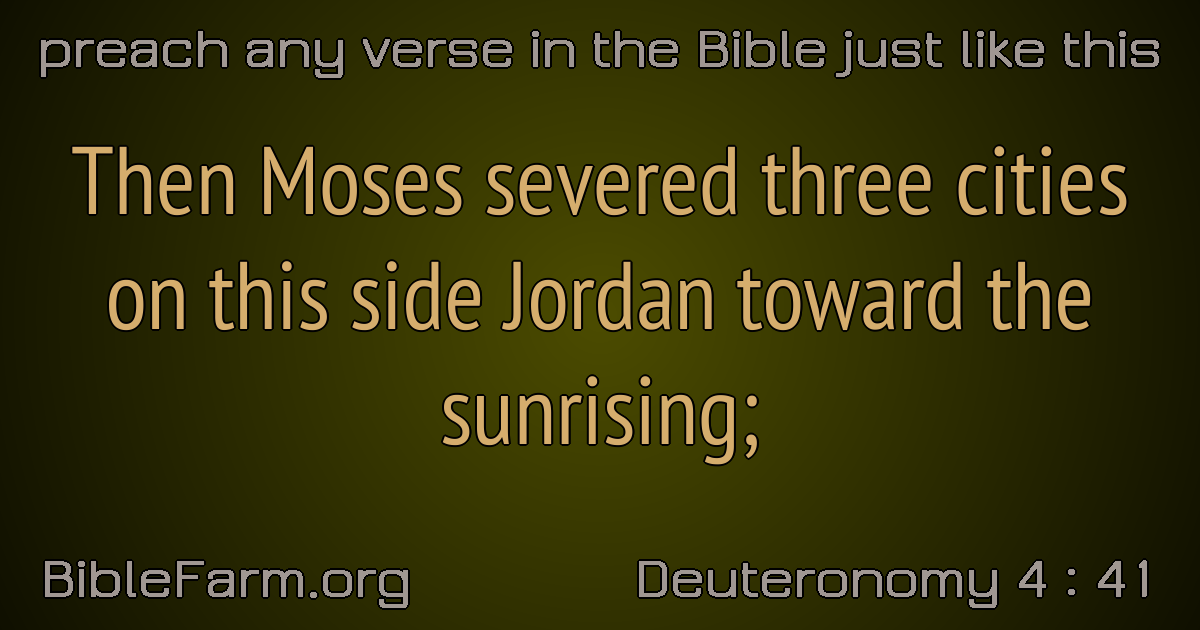 preach any verse in the Bible just like this
Then Moses severed three cities
on this side Jordan toward the
sunrising;
BibleFarm.org
Deuteronomy 4 : 41